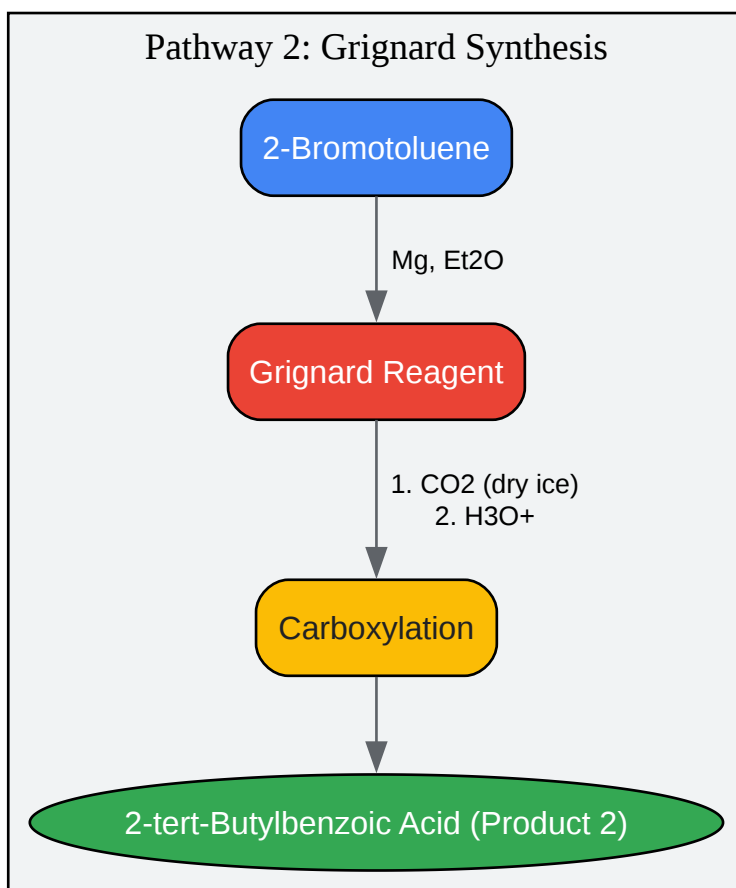 Pathway 2: Grignard Synthesis
2-Bromotoluene
Mg, Et2O
Grignard Reagent
1. CO2 (dry ice)
2. H3O+
Carboxylation
2-tert-Butylbenzoic Acid (Product 2)